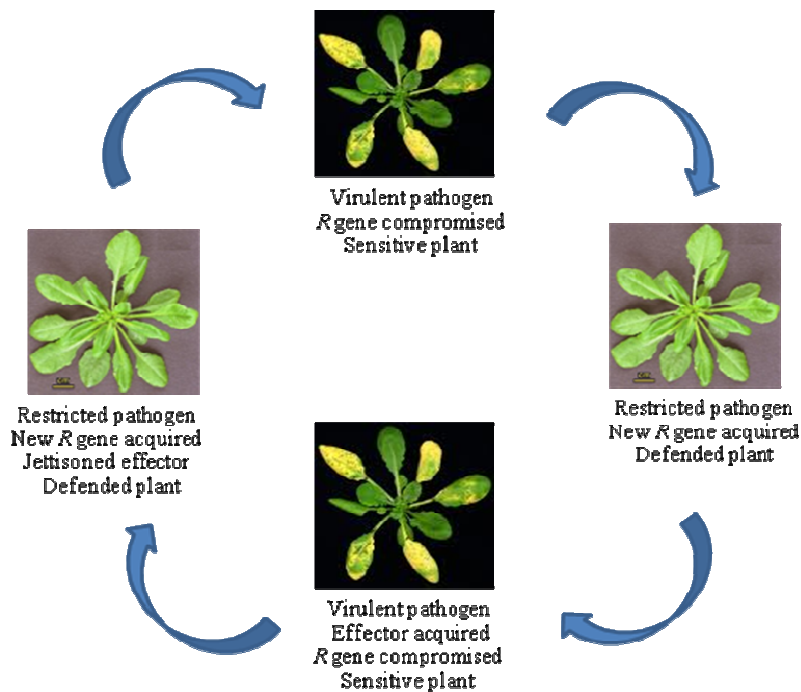 Virulent pathogen
R gene compromised
Sensitive plant
Restricted pathogen
New R gene acquired
Defended plant
Virulent pathogen
Effector acquired
R gene compromised
Sensitive plant
Restricted pathogen
New R gene acquired
Jettisoned effector
Defended plant